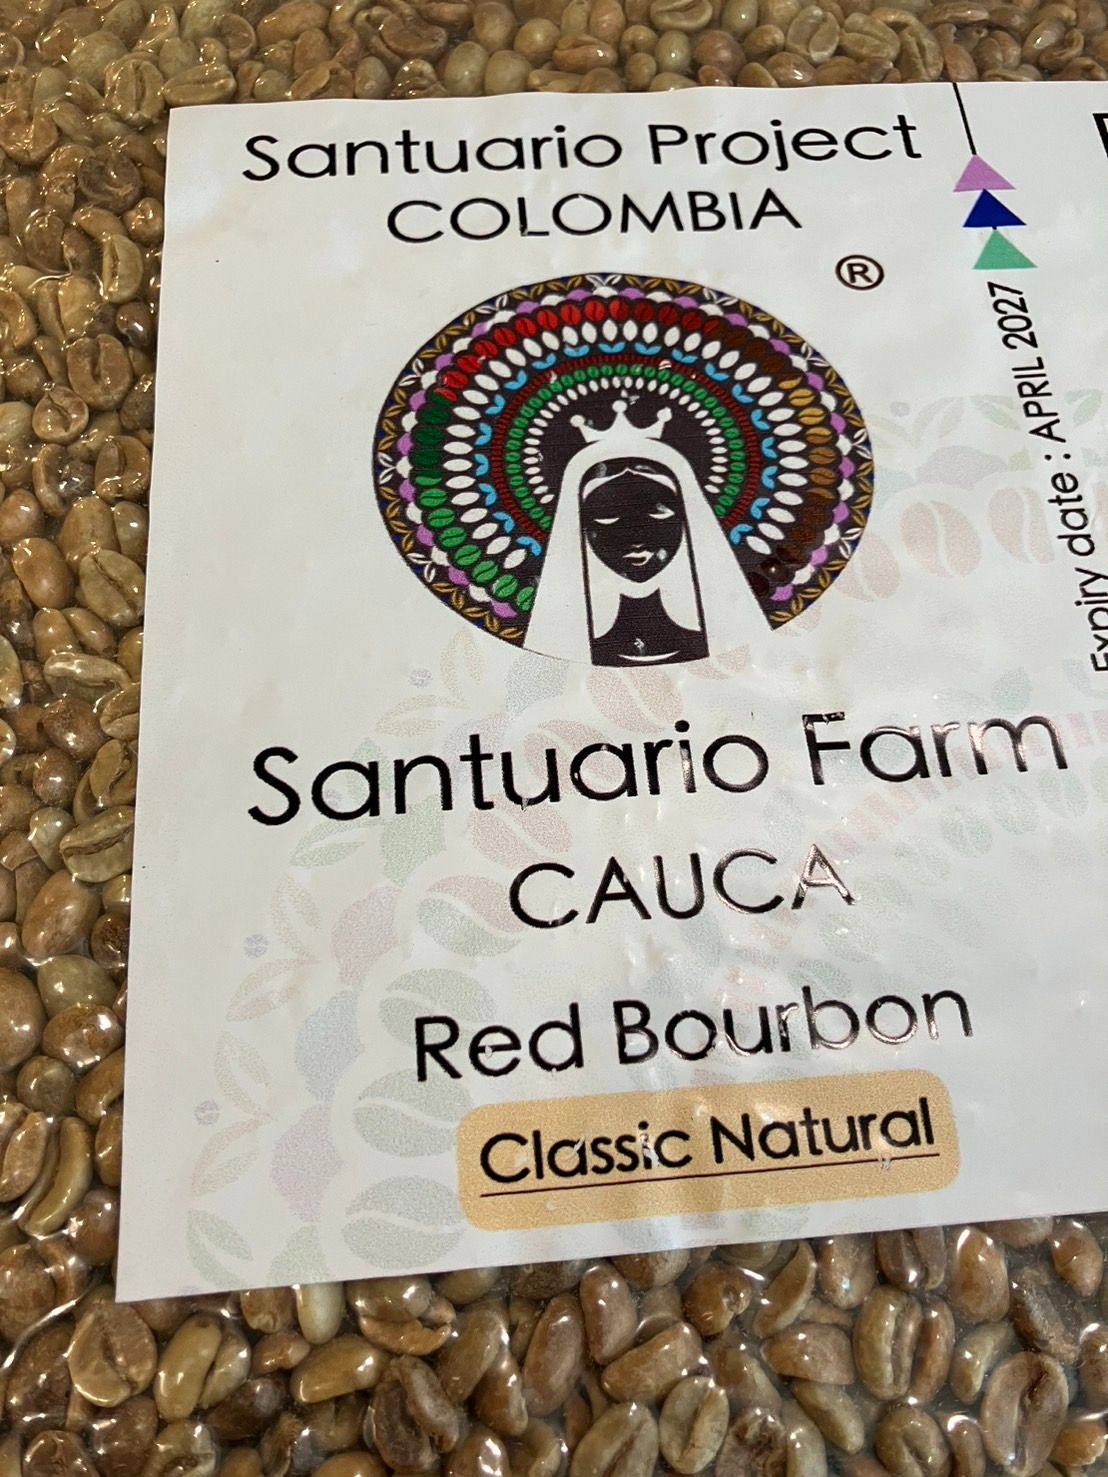 Santuario Project
COLOMBIA
®
Expiry date : APRIL 2027
Santuario Farm
CAUCA
Red Bourbon
Classic Natural